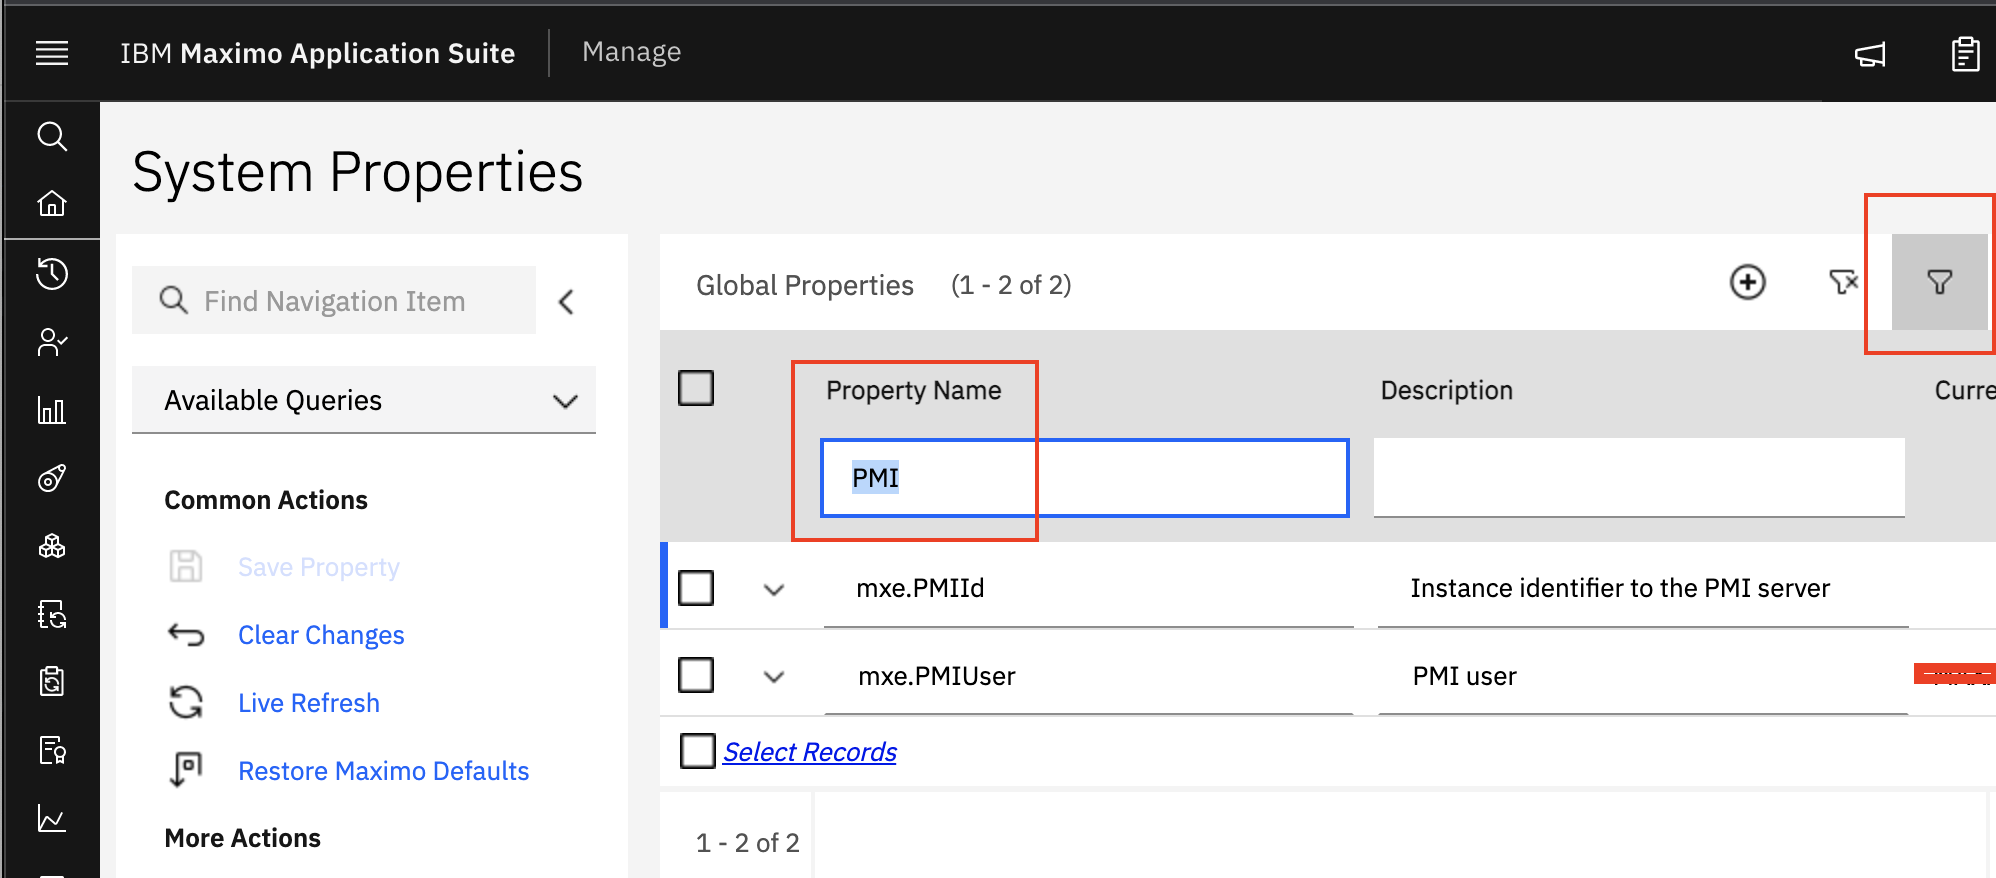 IBM Maximo Application Suite
Manage
System Properties
Find Navigation Item
Available Queries
Common Actions
Save Property
Clear Changes
Live Refresh
Restore Maximo Defaults
More Actions
Global Properties (1 - 2 of 2)
Property Name Description Curre
PMI
mxe.PMIId Instance identifier to the PMI server
mxe.PMIUser PMI user
Select Records
1 - 2 of 2